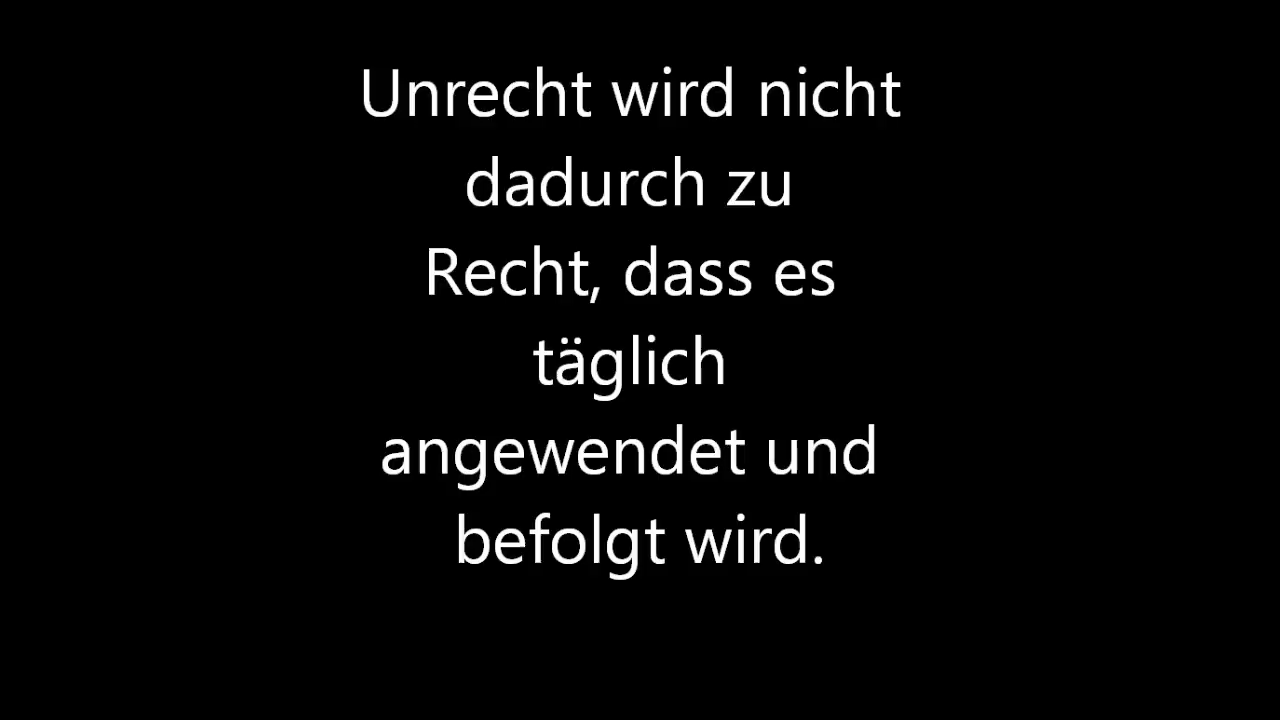 Unrecht wird nicht
dadurch zu
Recht, dass es
täglich
angewendet und
befolgt wird.